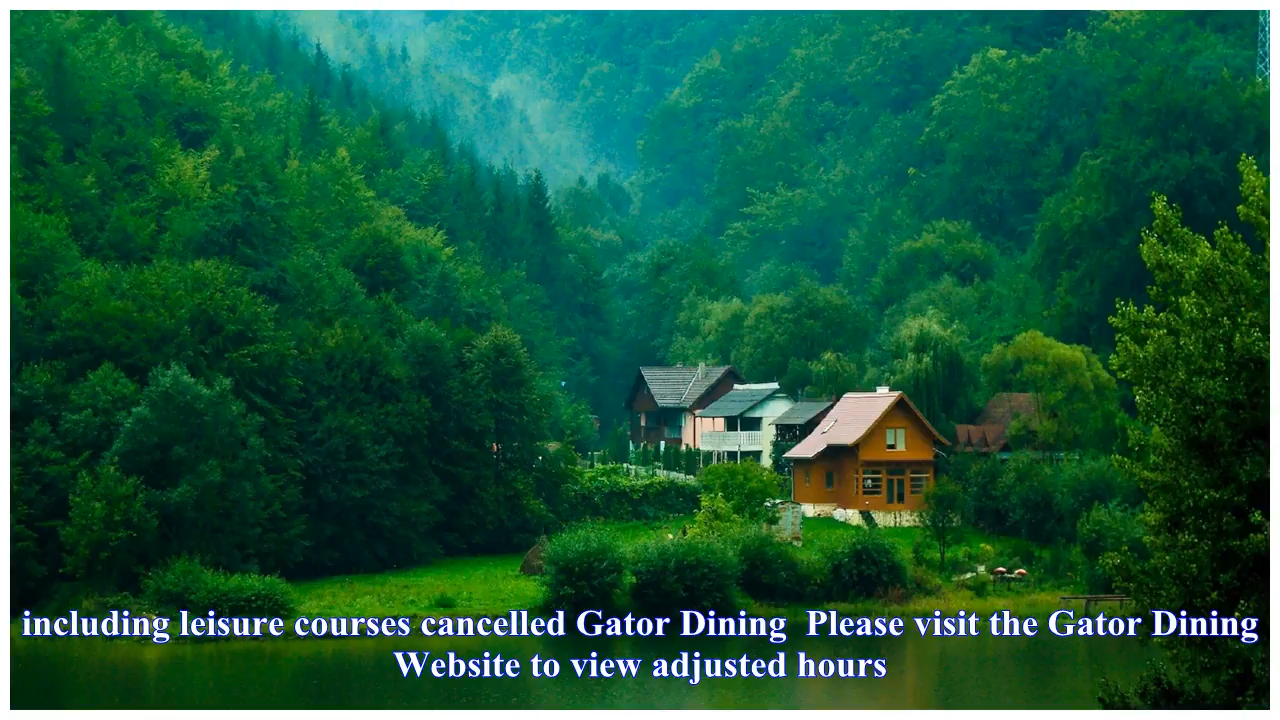 including leisure courses cancelled Gator Dining  Please visit the Gator Dining
Website to view adjusted hours